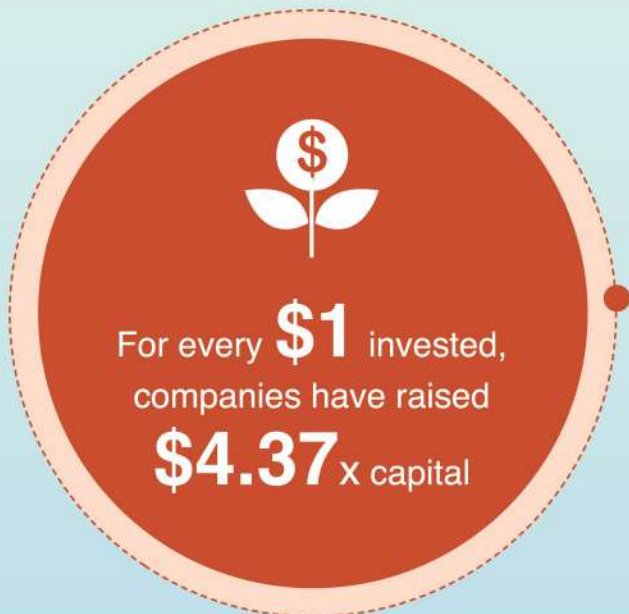 $
For every $1 invested,
companies have raised
$4.37x capital